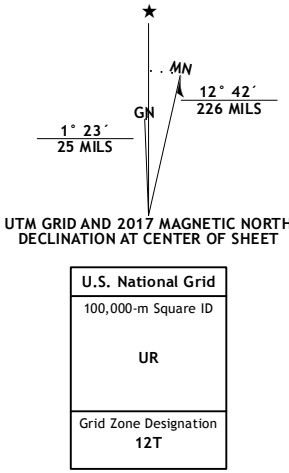 ★
MN
12° 42´
226 MILS
GN
1° 23´
25 MILS
UTM GRID AND 2017 MAGNETIC NORTH
DECLINATION AT CENTER OF SHEET
U.S. National Grid
100,000-m Square ID
UR
Grid Zone Designation
12T